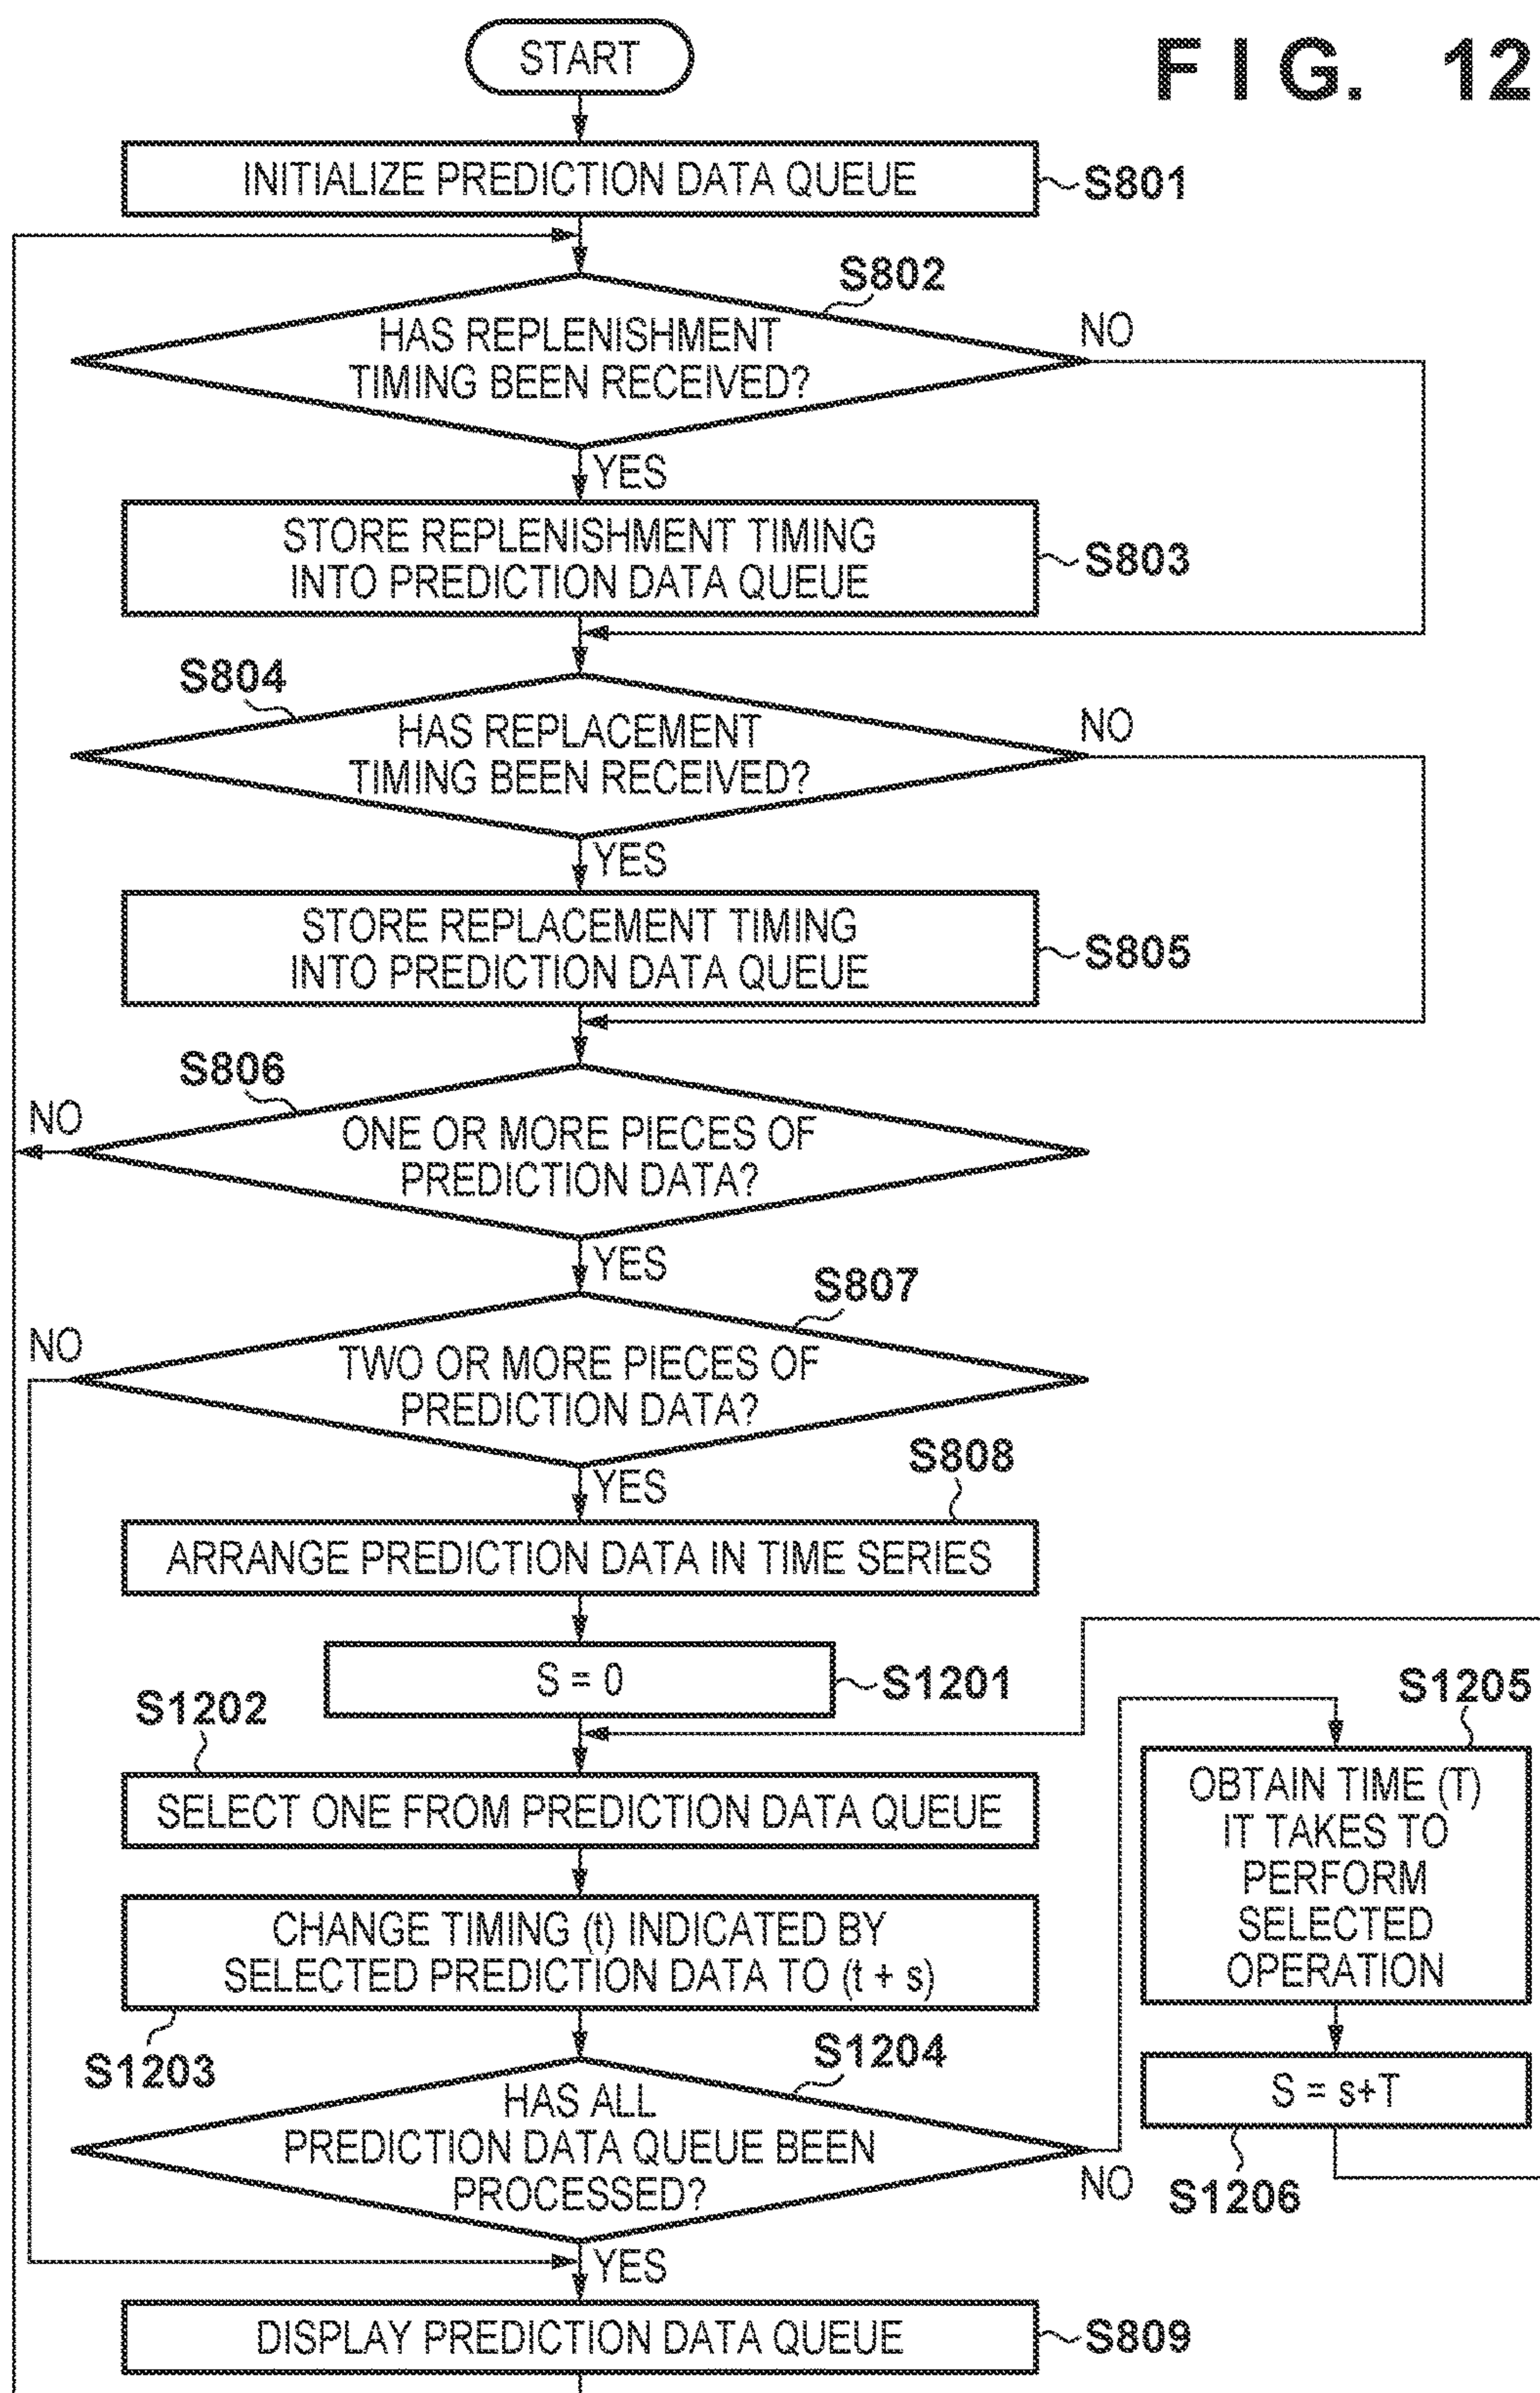 START
FIG. 12
INITIALIZE PREDICTION DATA QUEUE
S801
S802
HAS REPLENISHMENT
TIMING BEEN RECEIVED?
NO
YES
STORE REPLENISHMENT TIMING
INTO PREDICTION DATA QUEUE
S803
S804
HAS REPLACEMENT
TIMING BEEN RECEIVED?
NO
YES
STORE REPLACEMENT TIMING
INTO PREDICTION DATA QUEUE
S805
S806
NO
ONE OR MORE PIECES OF
PREDICTION DATA?
YES
S807
NO
TWO OR MORE PIECES OF
PREDICTION DATA?
YES
S808
ARRANGE PREDICTION DATA IN TIME SERIES
S = 0
S1201
S1202
SELECT ONE FROM PREDICTION DATA QUEUE
CHANGE TIMING (t) INDICATED BY
SELECTED PREDICTION DATA TO (t + s)
S1203
S1204
HAS ALL
PREDICTION DATA QUEUE BEEN
PROCESSED?
NO
YES
S1205
OBTAIN TIME (T)
IT TAKES TO
PERFORM
SELECTED
OPERATION
S = s+T
S1206
DISPLAY PREDICTION DATA QUEUE
S809